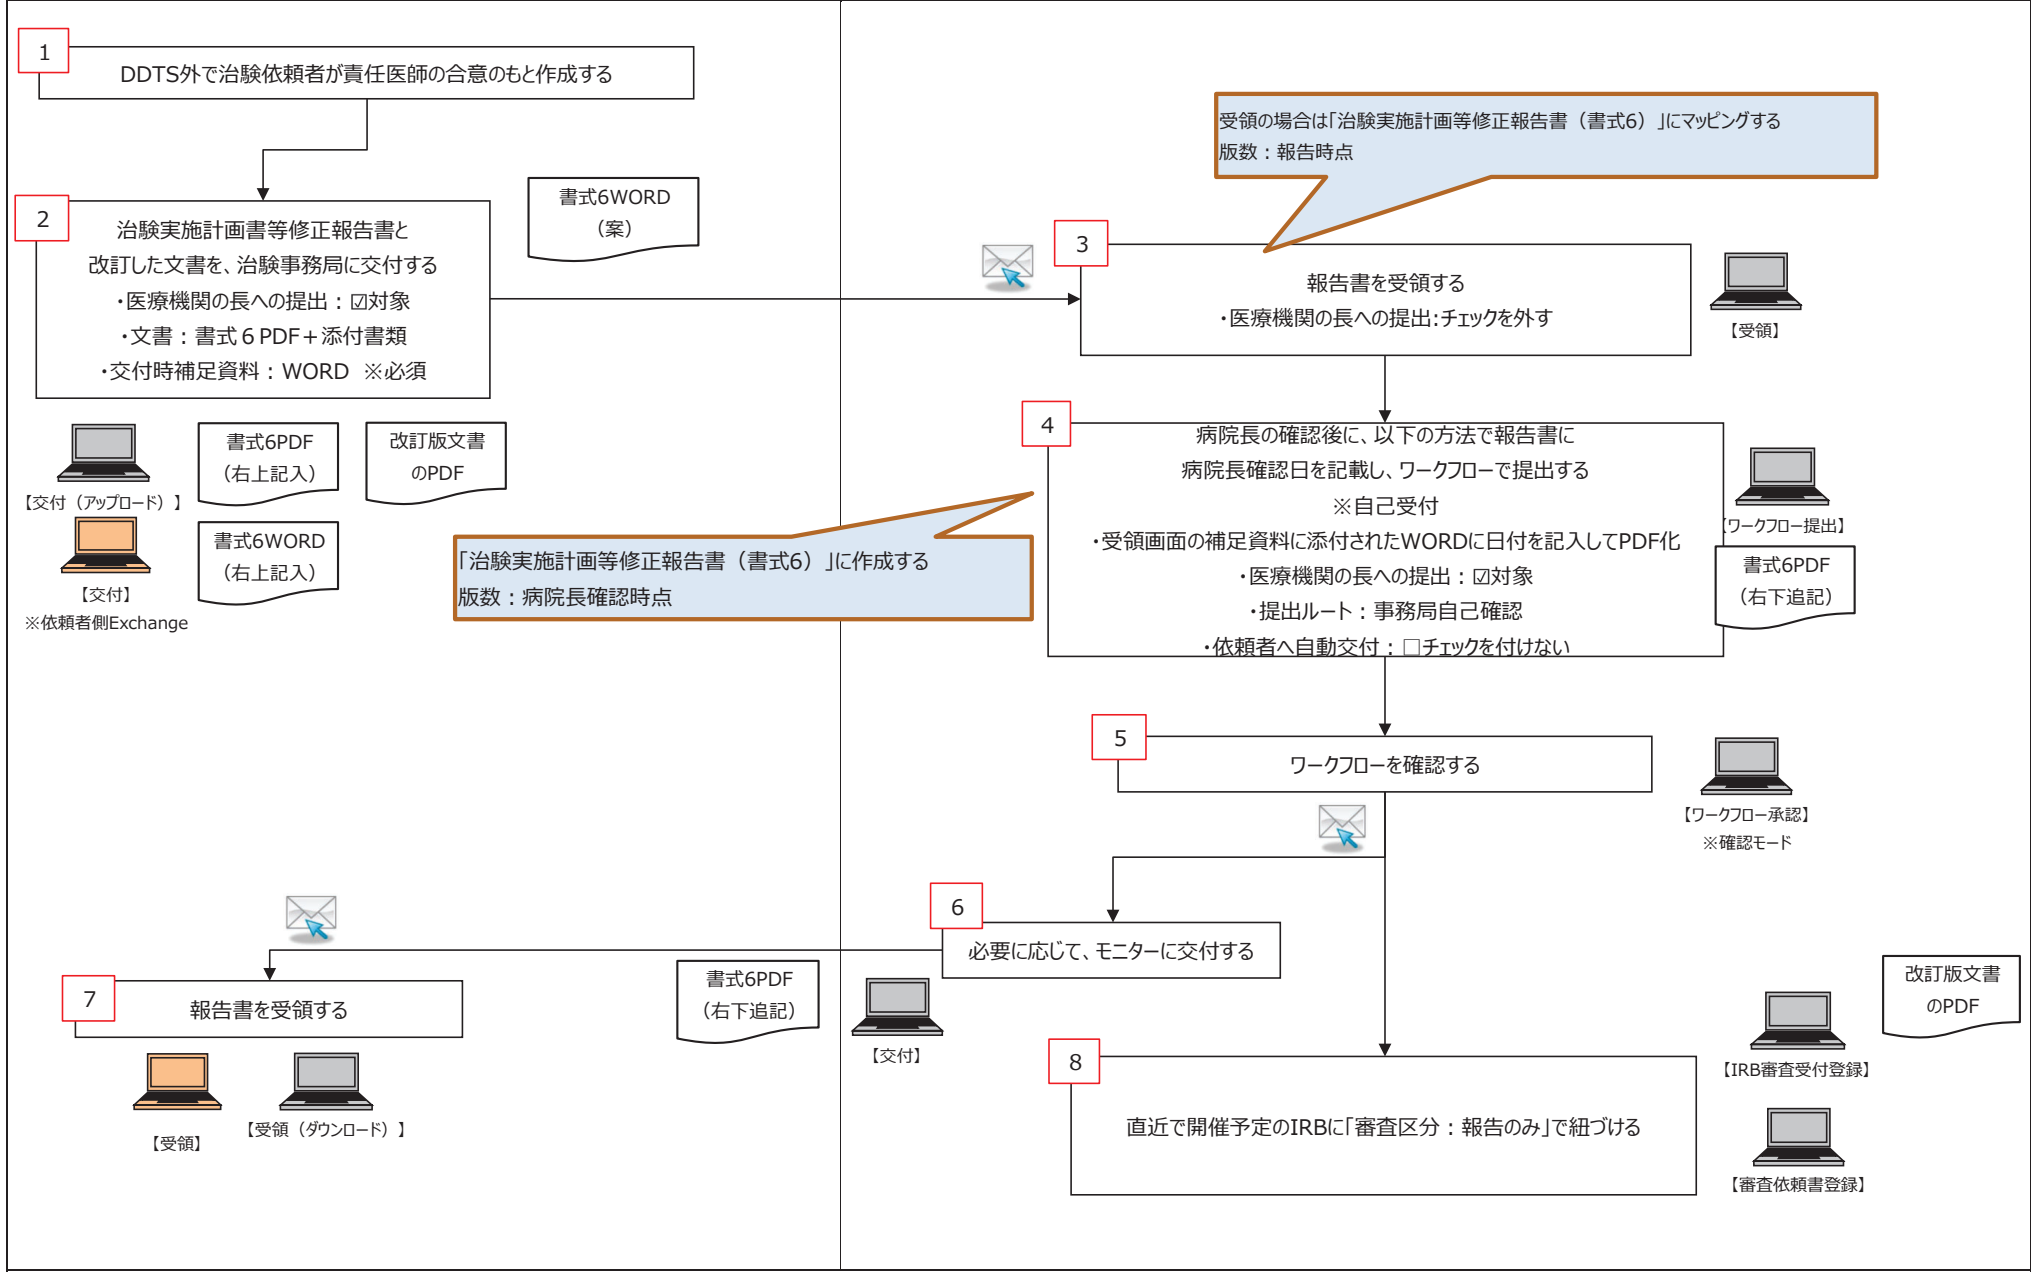 1
DDTS外で治験依頼者が責任医師の合意のもと作成する
2
治験実施計画書等修正報告書と
改訂した文書を、治験事務局に交付する
・医療機関の長への提出：☑対象
・文書：書式６PDF＋添付書類
・交付時補足資料：WORD　※必須
書式6WORD
（案）
【交付（アップロード）】
書式6PDF
（右上記入）
改訂版文書
のPDF
【交付】
※依頼者側Exchange
書式6WORD
（右上記入）
受領の場合は「治験実施計画等修正報告書（書式6）」にマッピングする
版数：報告時点
3
報告書を受領する
・医療機関の長への提出:チェックを外す
【受領】
4
病院長の確認後に、以下の方法で報告書に
病院長確認日を記載し、ワークフローで提出する
※自己受付
・受領画面の補足資料に添付されたWORDに日付を記入してPDF化
・医療機関の長への提出：☑対象
・提出ルート：事務局自己確認
・依頼者へ自動交付：□チェックを付けない
【ワークフロー提出】
書式6PDF
（右下追記）
「治験実施計画等修正報告書（書式6）」に作成する
版数：病院長確認時点
5
ワークフローを確認する
【ワークフロー承認】
※確認モード
6
必要に応じて、モニターに交付する
書式6PDF
（右下追記）
【交付】
7
報告書を受領する
【受領】
【受領（ダウンロード）】
8
直近で開催予定のIRBに「審査区分：報告のみ」で紐づける
改訂版文書
のPDF
【IRB審査受付登録】
【審査依頼書登録】